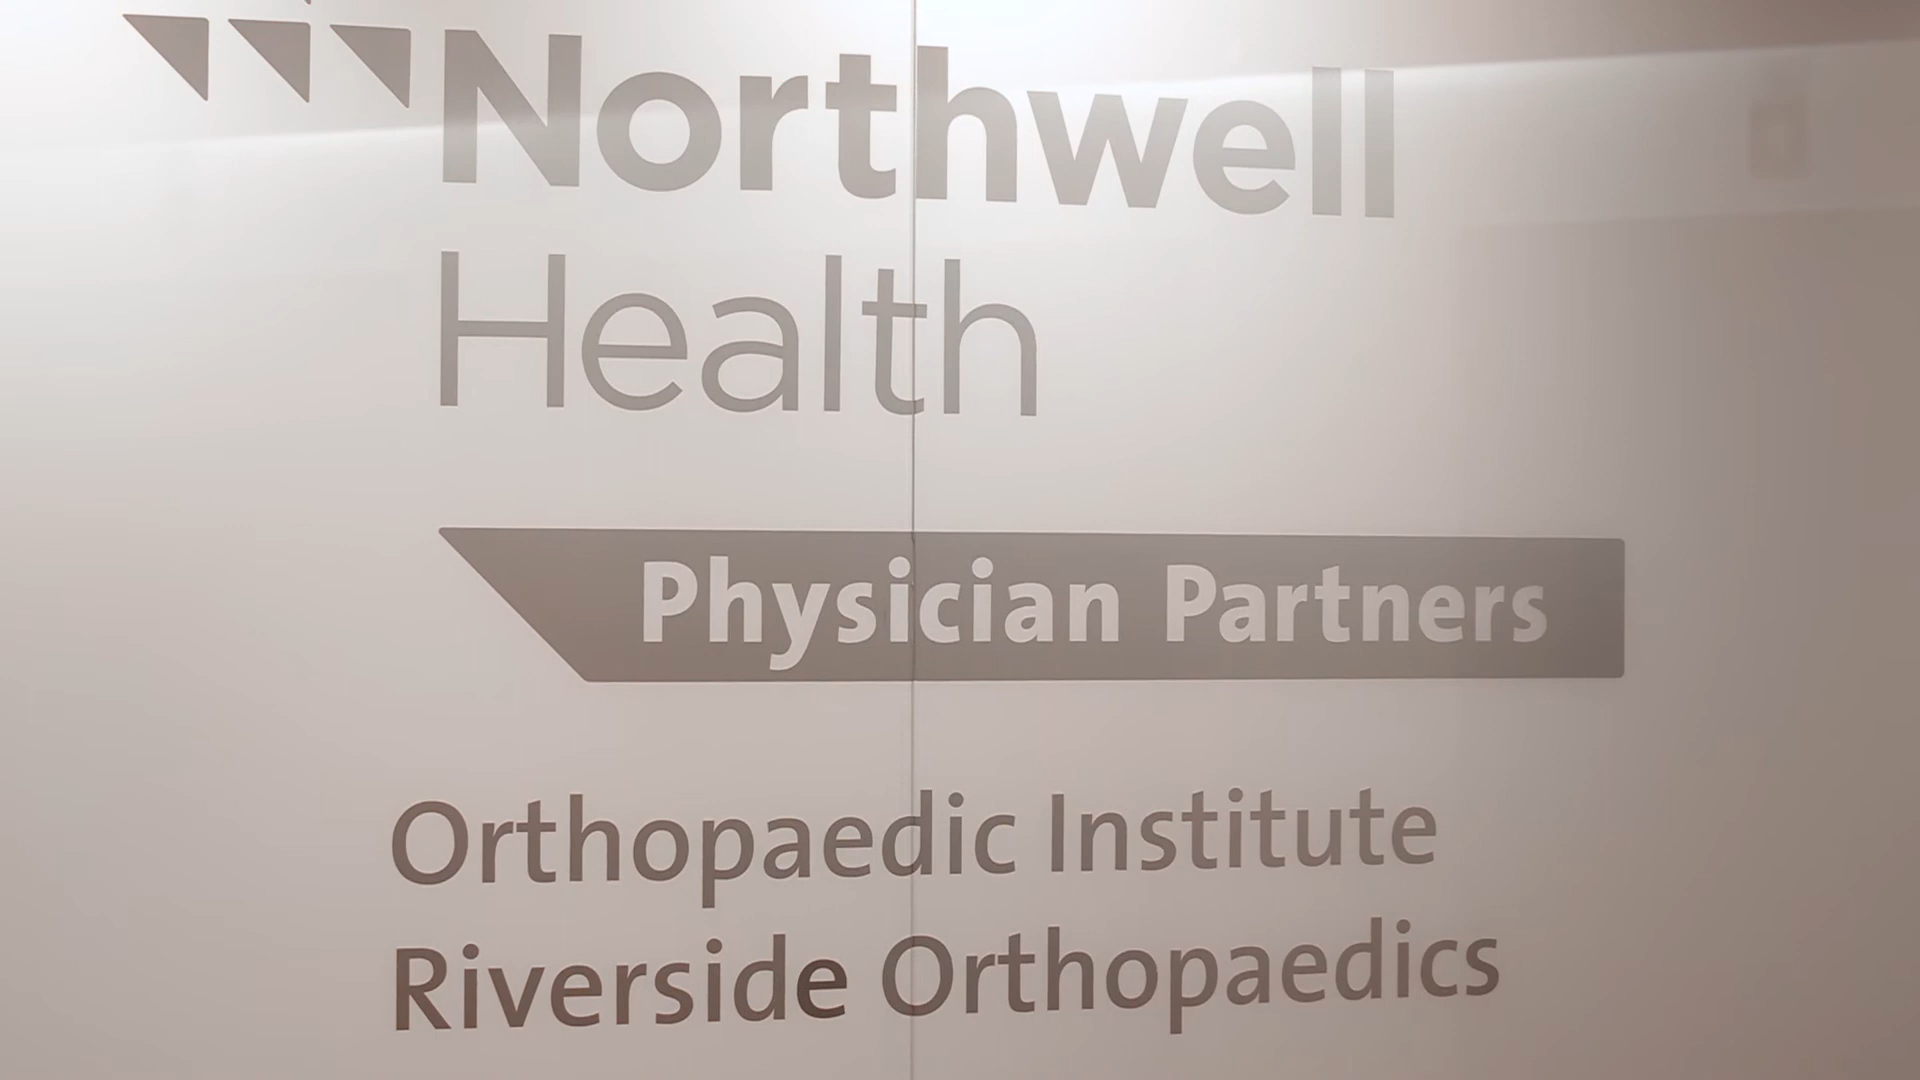 Northwell
Health
Physician Partners
Orthopaedic Institute
Riverside Orthopaedics